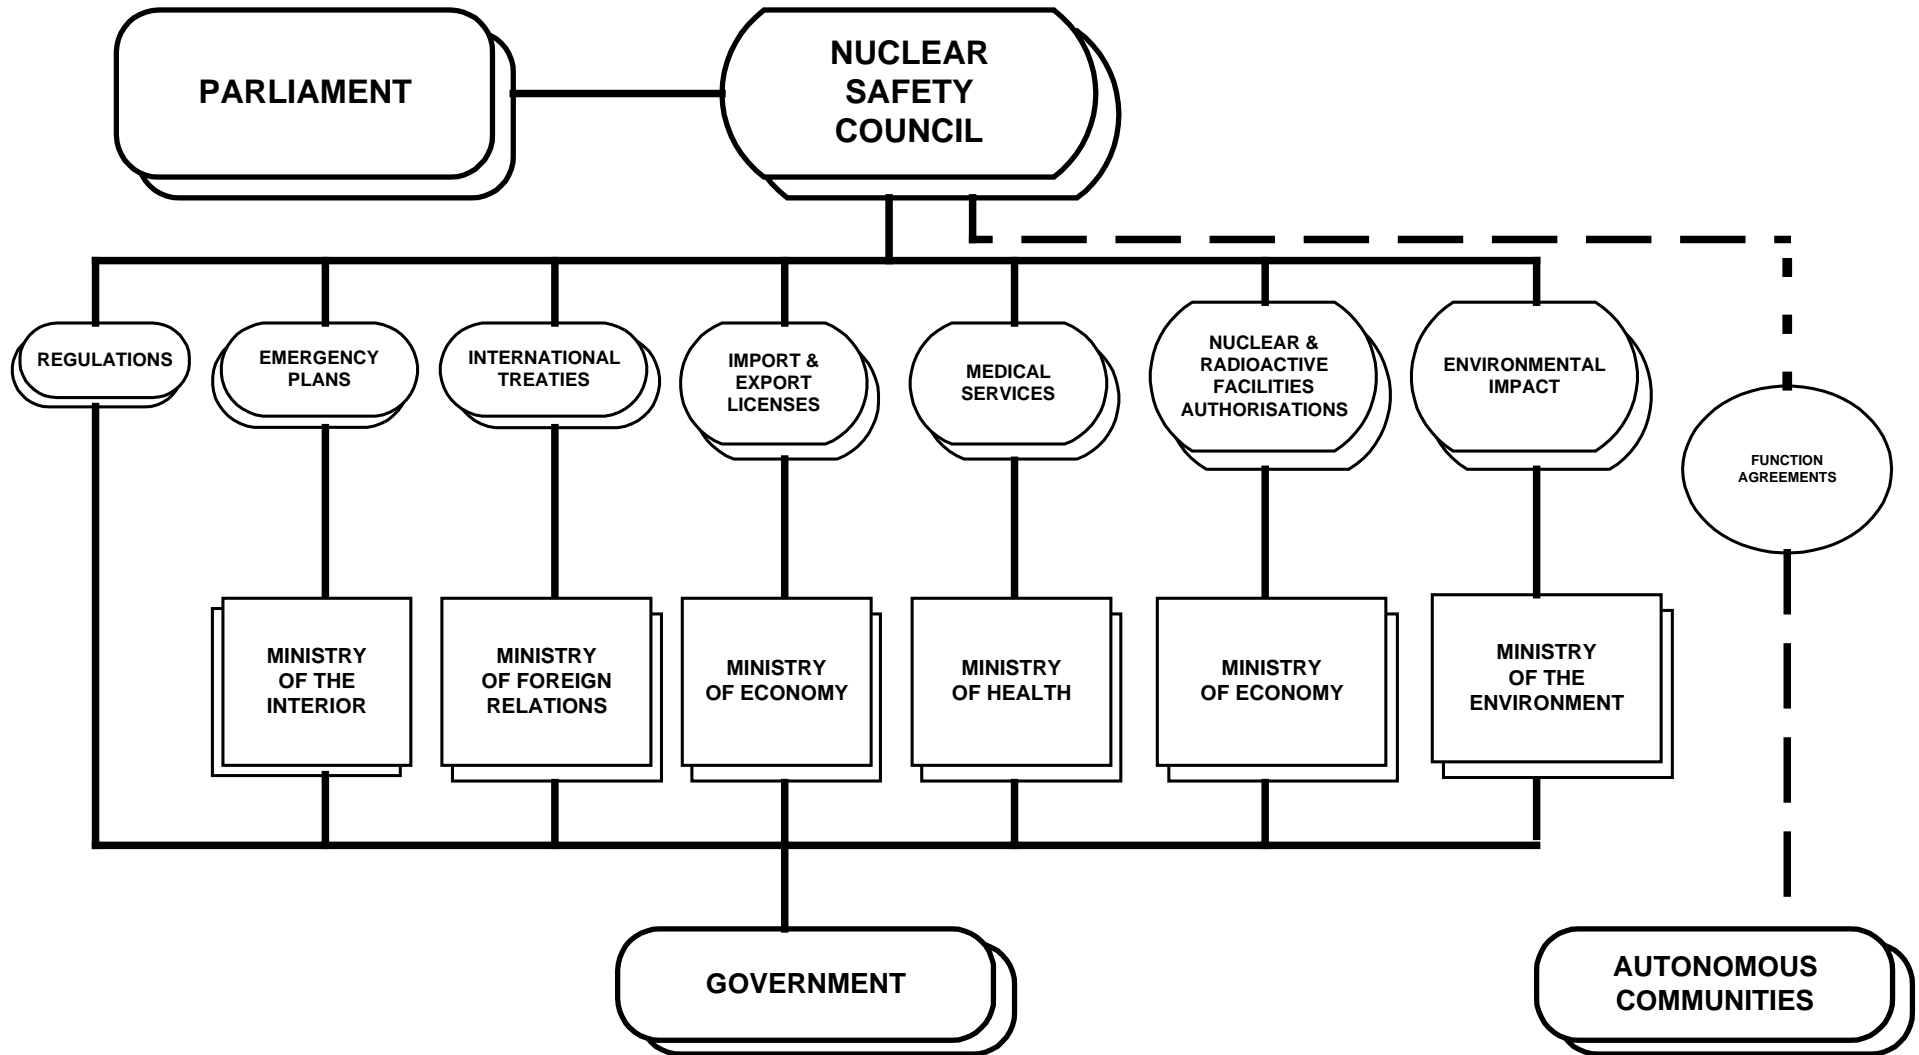 PARLIAMENT
NUCLEAR
SAFETY
COUNCIL
REGULATIONS
EMERGENCY
PLANS
INTERNATIONAL
TREATIES
IMPORT &
EXPORT
LICENSES
MEDICAL
SERVICES
NUCLEAR &
RADIOACTIVE
FACILITIES
AUTHORISATIONS
ENVIRONMENTAL
IMPACT
FUNCTION
AGREEMENTS
MINISTRY
OF THE
INTERIOR
MINISTRY
OF FOREIGN
RELATIONS
MINISTRY
OF ECONOMY
MINISTRY
OF HEALTH
MINISTRY
OF ECONOMY
MINISTRY
OF THE
ENVIRONMENT
GOVERNMENT
AUTONOMOUS
COMMUNITIES